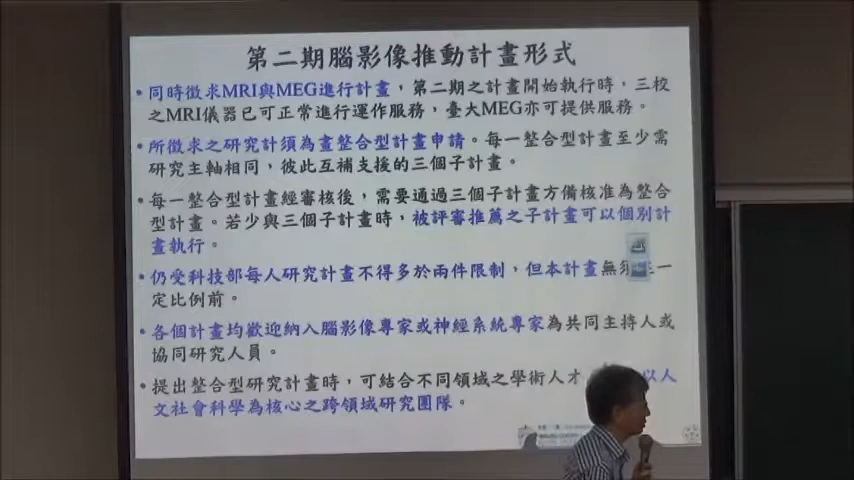 第二期腦影像推動計畫形式
•同時徵求MRI與MEG進行計畫，第二期之計畫開始執行時，三校
之MRI儀器已可正常進行運作服務，臺大MEG亦可提供服務。
•所徵求之研究計須為畫整合型計畫申請。每一整合型計畫至少需
研究主軸相同，彼此互補支援的三個子計畫。
•每一整合型計畫經審核後，需要通過三個子計畫方備核准為整合
型計畫。若少與三個子計畫時，被評審推薦之子計畫可以個別計
畫執行。
•仍受科技部每人研究計畫不得多於兩件限制，但本計畫無須一
定比例前。
•各個計畫均歡迎納入腦影像專家或神經系統專家為共同主持人或
協同研究人員。
•提出整合型研究計畫時，可結合不同領域之學術人才以人
文社會科學為核心之跨領域研究團隊。